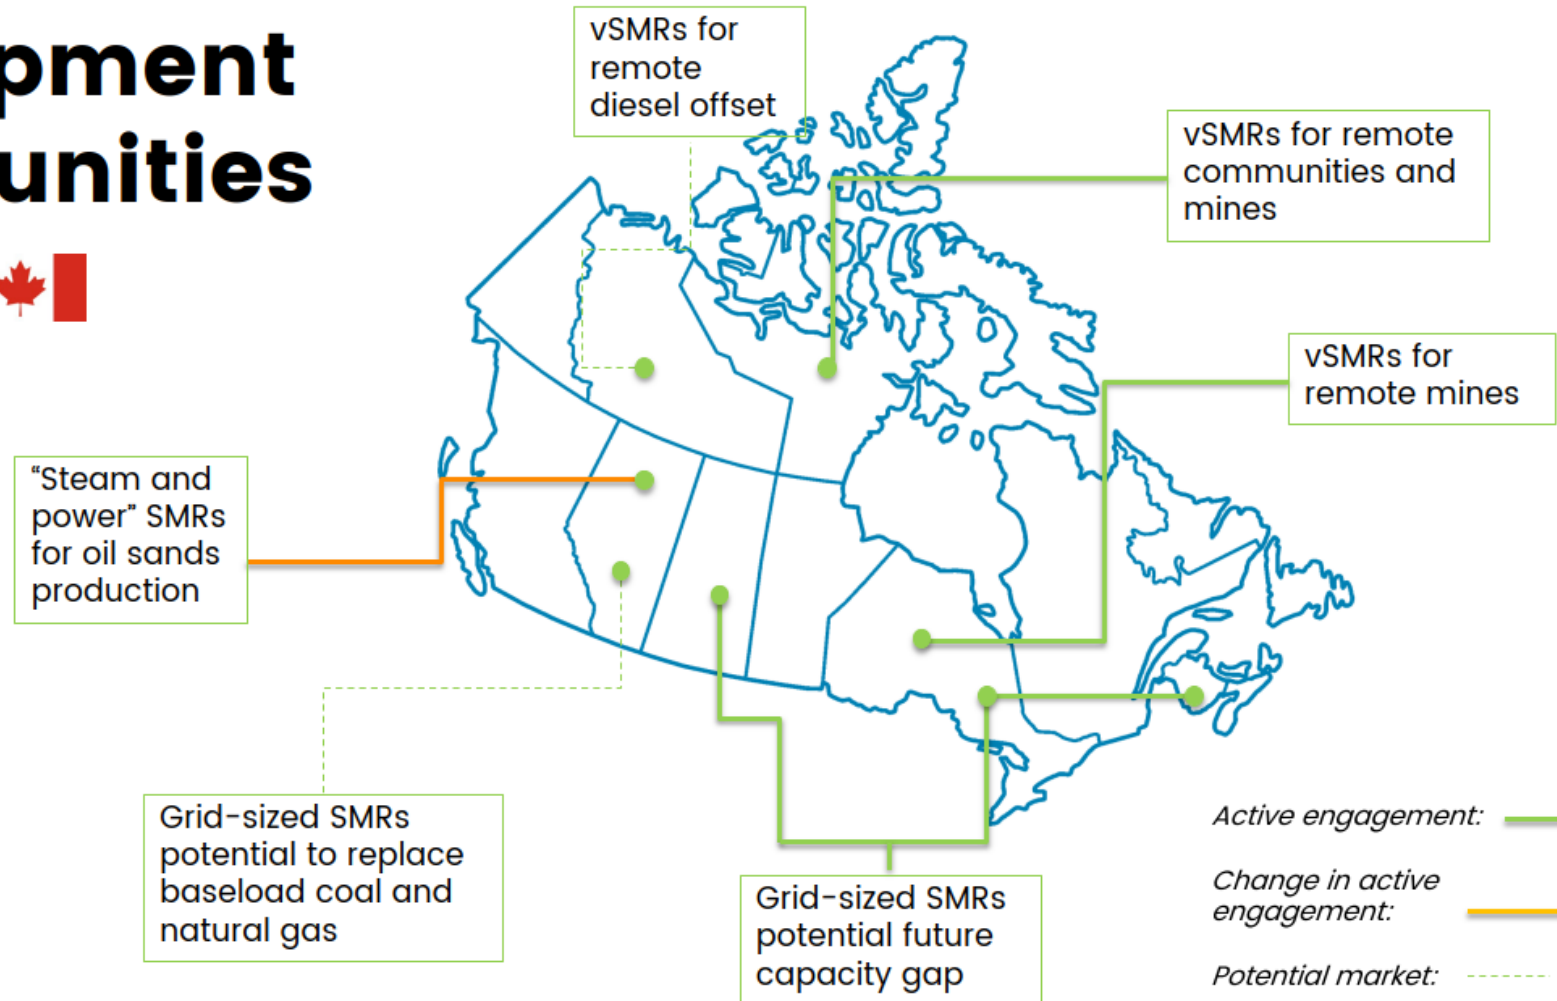 pment
unities
vSMRs for
remote
diesel offset
vSMRs for remote
communities and
mines
vSMRs for
remote mines
“Steam and
power” SMRs
for oil sands
production
Grid-sized SMRs
potential to replace
baseload coal and
natural gas
Grid-sized SMRs
potential future
capacity gap
Active engagement:
Change in active
engagement:
Potential market: